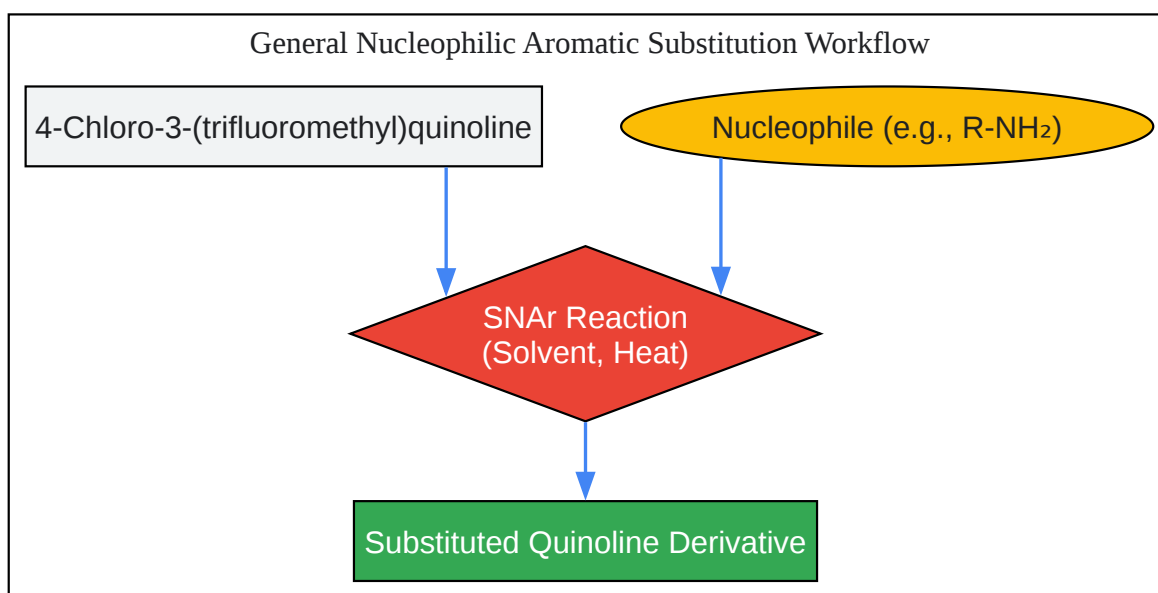 General Nucleophilic Aromatic Substitution Workflow
4-Chloro-3-(trifluoromethyl)quinoline
Nucleophile (e.g., R-NH₂)
SNAr Reaction
(Solvent, Heat)
Substituted Quinoline Derivative